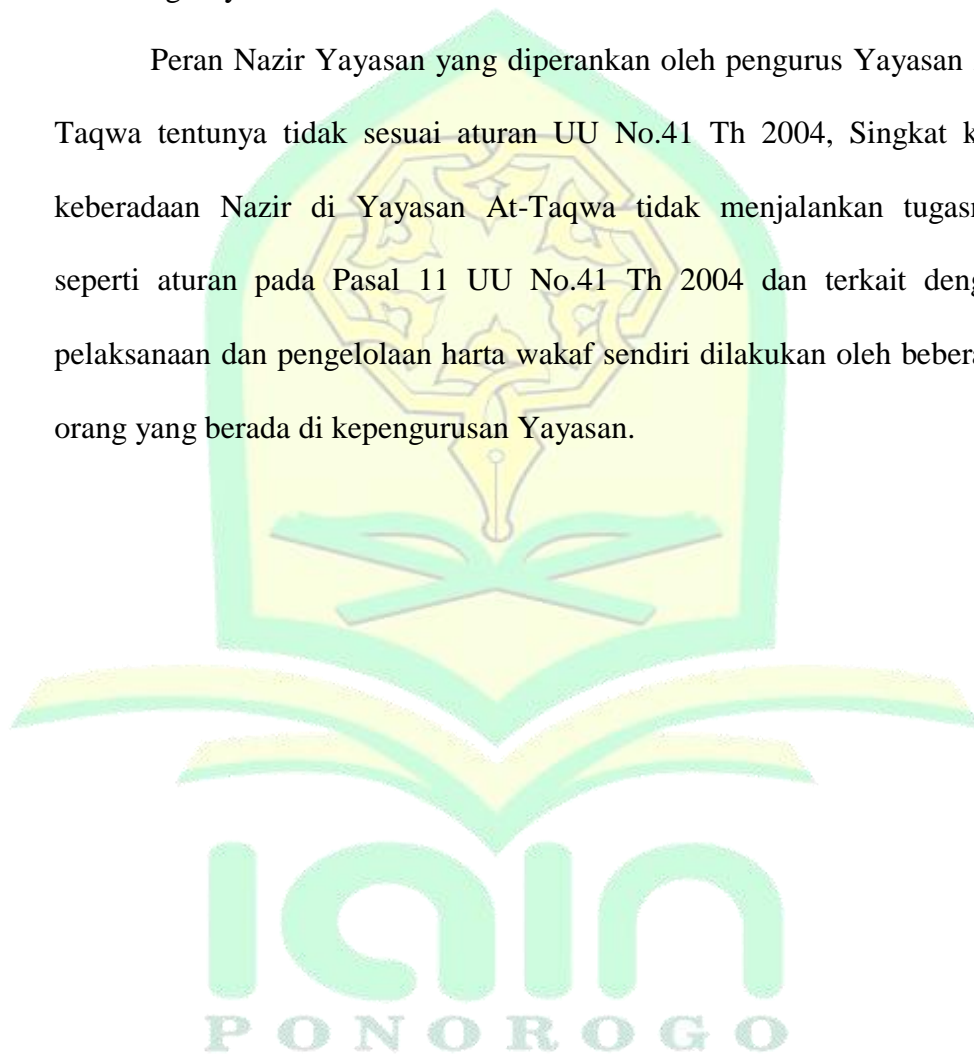 Peran Nazir Yayasan yang diperankan oleh pengurus Yayasan
Taqwa tentunya tidak sesuai aturan UU No.41 Th 2004, Singkat
keberadaan Nazir di Yayasan At-Taqwa tidak menjalankan
seperti aturan pada Pasal 11 UU No.41 Th 2004 dan terkait
pelaksanaan dan pengelolaan harta wakaf sendiri dilakukan oleh
orang yang berada di kepengurusan Yayasan.
iain
PONOROGO